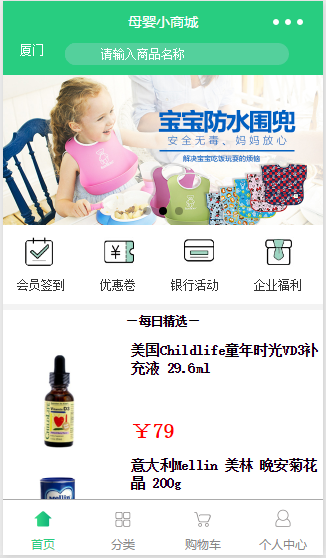 母婴小商城
厦门
请输入商品名称
宝宝防水围兜
安全无毒、妈妈放心
解决宝宝吃饭玩耍的烦恼
会员签到
优惠卷
银行活动
企业福利
—每日精选—
美国Childlife童年时光VD3补
充液 29.6ml
￥79
意大利Mellin 美林 晚安菊花
晶 200g
首页
分类
购物车
个人中心